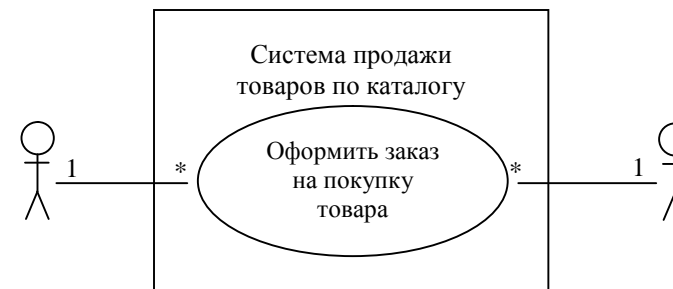 Система продажи
товаров по каталогу
Оформить заказ
на покупку
товара
1
*
*
1